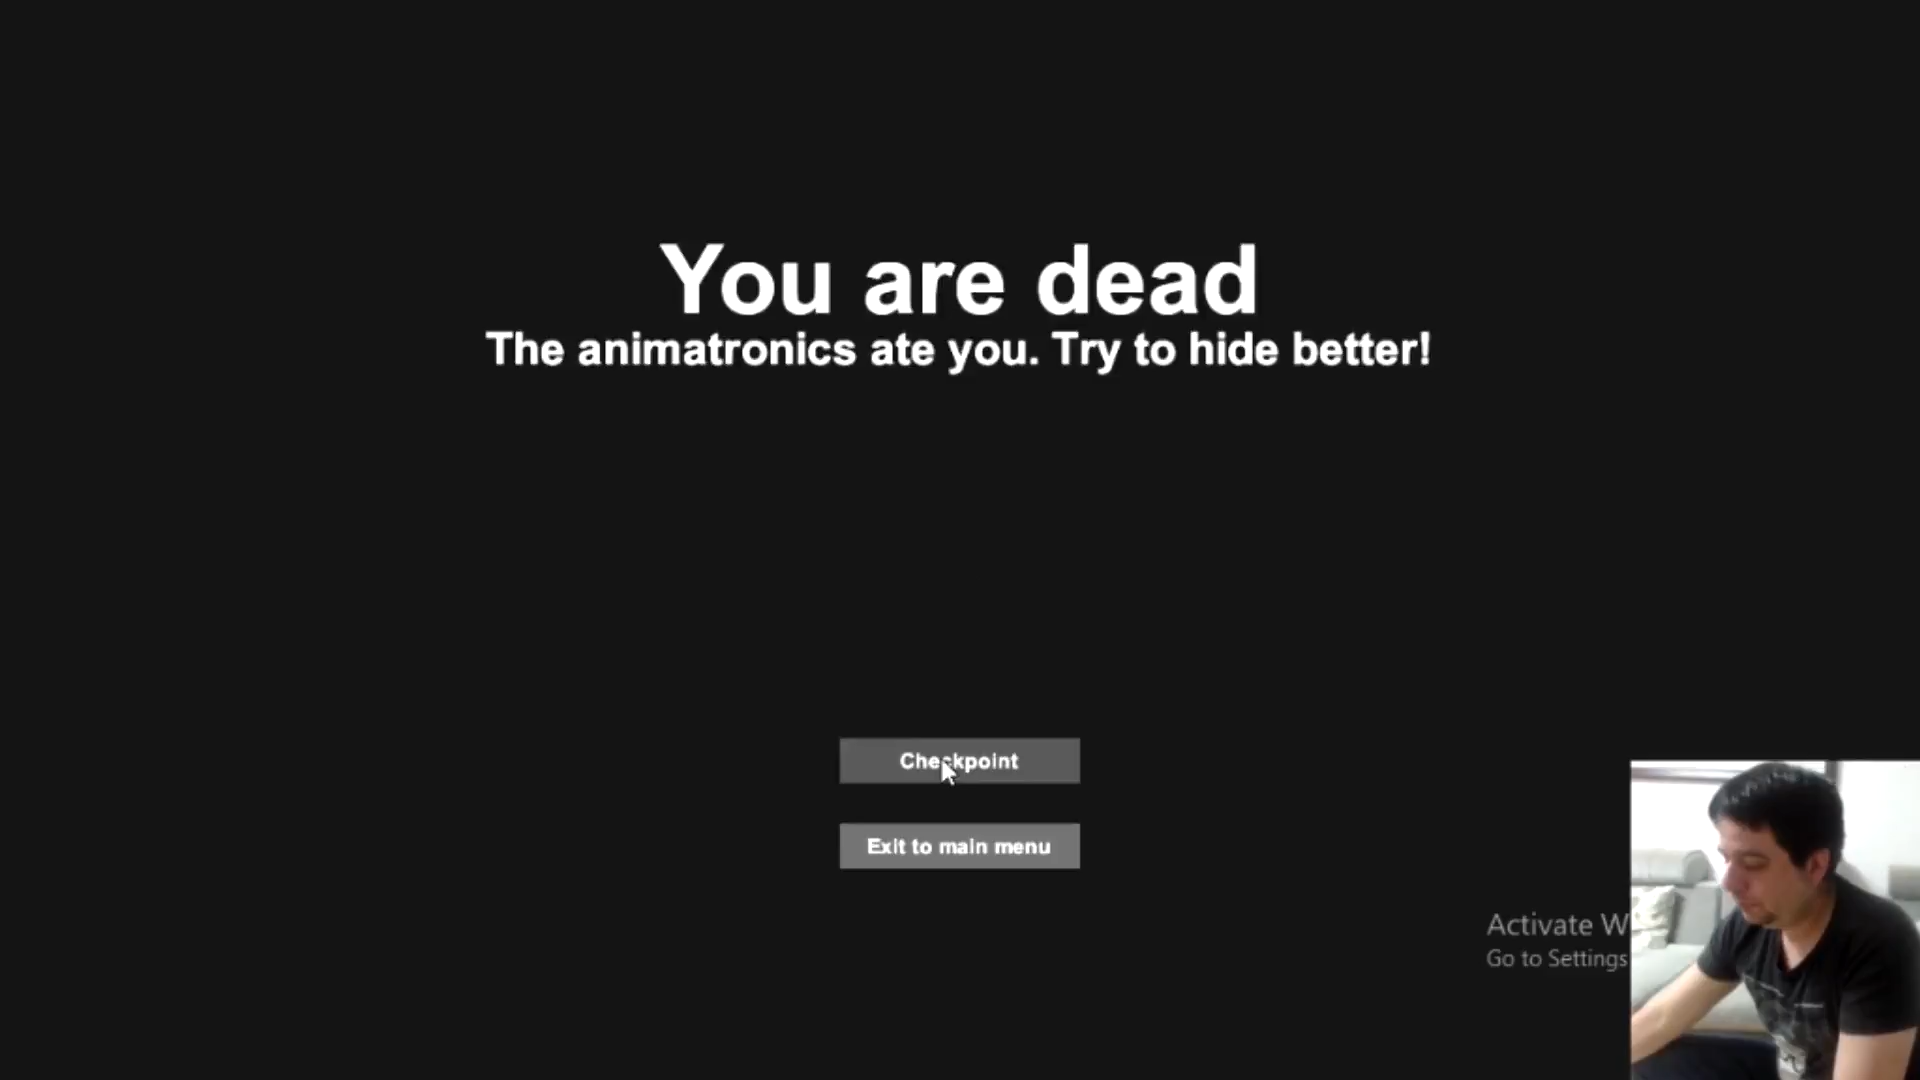 You are dead
The animatronics ate you. Try to hide better!
Checkpoint
Exit to main menu
Activate W
Go to Settings